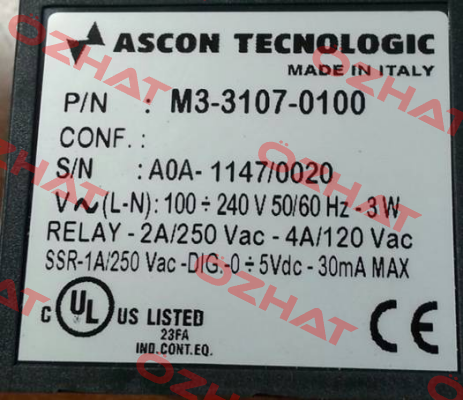 ASCON TECNOLOGIC
MADE IN ITALY
P/N : M3-3107-0100
CONF. :
S/N : A0A- 1147/0020
V~(L-N): 100 ÷ 240 V 50/60 Hz - 3 W
RELAY - 2A/250 Vac - 4A/120 Vac
SSR-1A/250 Vac -DIG.-0 ÷ 5Vdc - 30mA MAX
C UL US LISTED CE
23FA
IND.CONT.EQ.
OZHAT
OZHAT
OZHAT
OZHAT
OZHAT